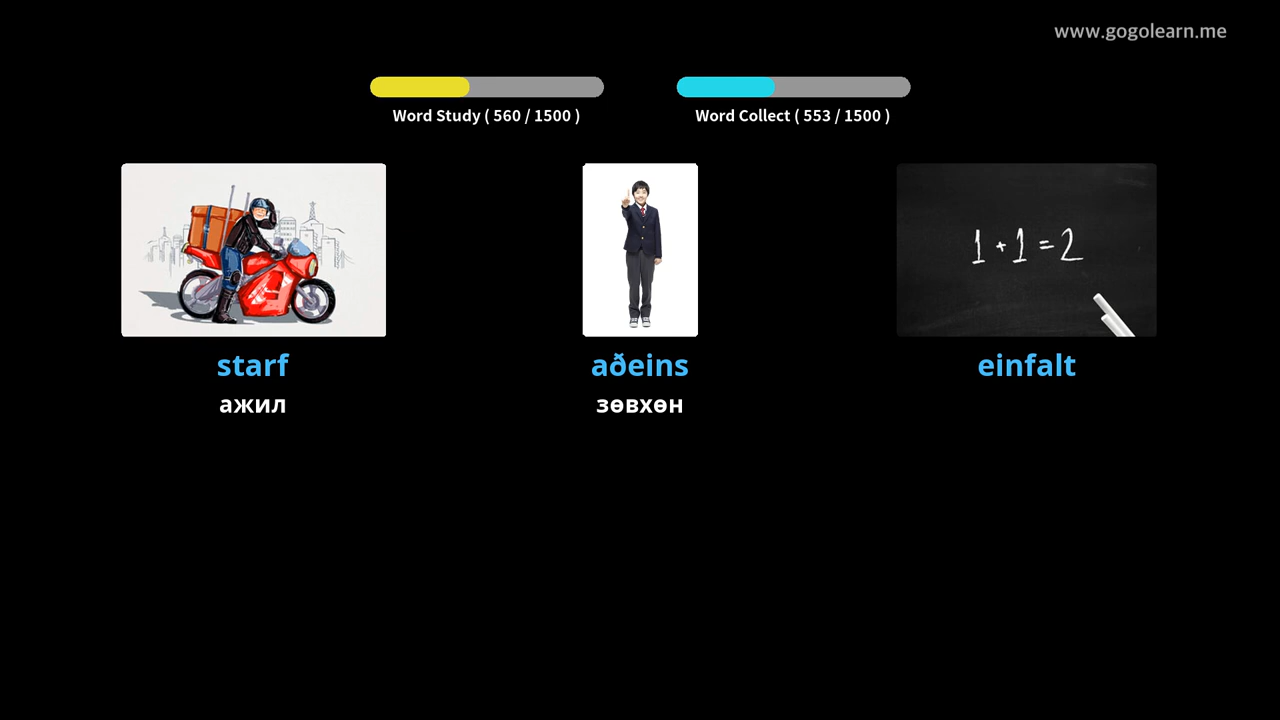 www.gogolearn.me
Word Study ( 560 / 1500 )
Word Collect ( 553 / 1500 )
1 + 1 = 2
starf
aðeins
einfalt
ажил
зөвхөн